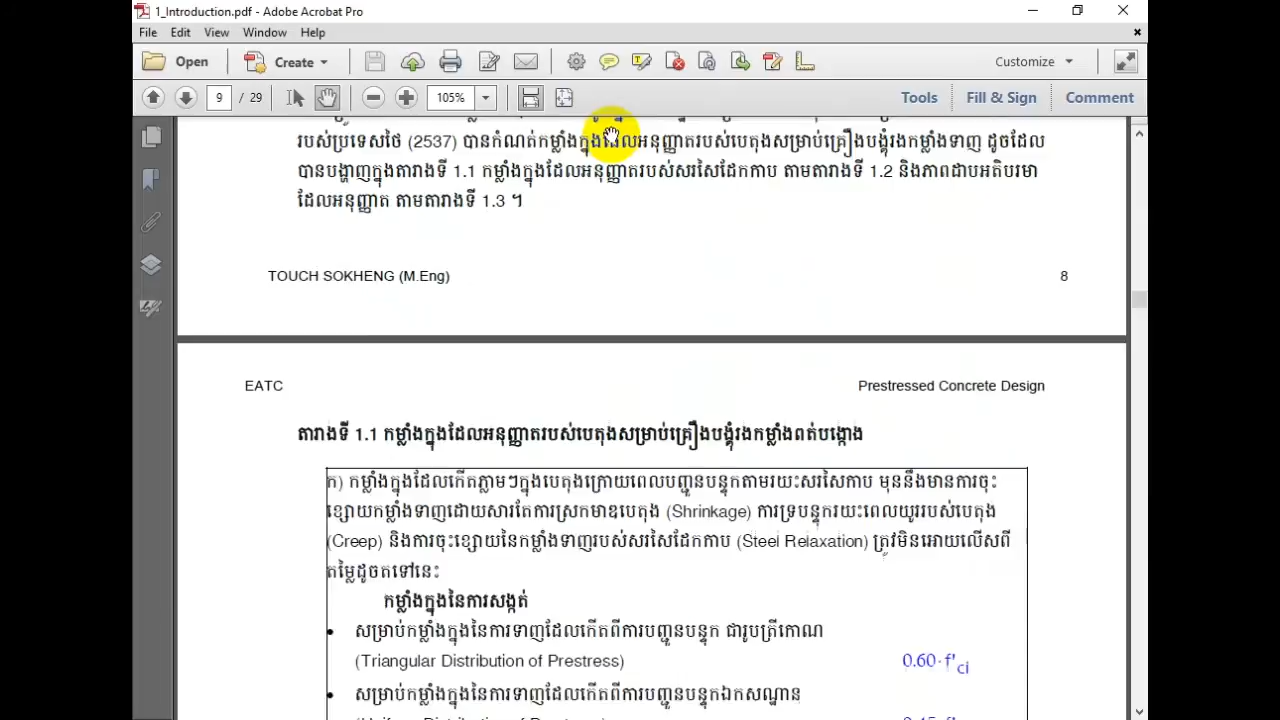 1_Introduction.pdf - Adobe Acrobat Pro
File Edit View Window Help
Open Create Customize
9 / 29 105% Tools Fill & Sign Comment
របស់ប្រទេសថៃ (2537) បានកំណត់កម្លាំងក្នុងដែលអនុញ្ញាតរបស់បេតុងសម្រាប់គ្រឿងបង្គុំរងកម្លាំងទាញ ដូចដែល
បានបង្ហាញក្នុងតារាងទី 1.1 កម្លាំងក្នុងដែលអនុញ្ញាតរបស់សរសៃដែកកាប តាមតារាងទី 1.2 និងភាពដាបអតិបរមា
ដែលអនុញ្ញាត តាមតារាងទី 1.3 ។
TOUCH SOKHENG (M.Eng) 8
EATC Prestressed Concrete Design
តារាងទី 1.1 កម្លាំងក្នុងដែលអនុញ្ញាតរបស់បេតុងសម្រាប់គ្រឿងបង្គុំរងកម្លាំងពត់បង្កោង
ក) កម្លាំងក្នុងដែលកើតភ្លាមៗក្នុងបេតុងក្រោយពេលបញ្ជូនបន្ទុកតាមរយះសរសៃកាប មុននឹងមានការចុះ
ខ្សោយកម្លាំងទាញដោយសារតែការស្រកមាឌបេតុង (Shrinkage) ការទ្របន្ទុករយះពេលយូររបស់បេតុង
(Creep) និងការចុះខ្សោយនៃកម្លាំងទាញរបស់សរសៃដែកកាប (Steel Relaxation) ត្រូវមិនអោយលើសពី
តម្លៃដូចតទៅនេះ
កម្លាំងក្នុងនៃការសង្កត់
• សម្រាប់កម្លាំងក្នុងនៃការទាញដែលកើតពីការបញ្ជូនបន្ទុក ជារូបត្រីកោណ
(Triangular Distribution of Prestress) 0.60·f'ci
• សម្រាប់កម្លាំងក្នុងនៃការទាញដែលកើតពីការបញ្ជូនបន្ទុកឯកសណ្ឋាន